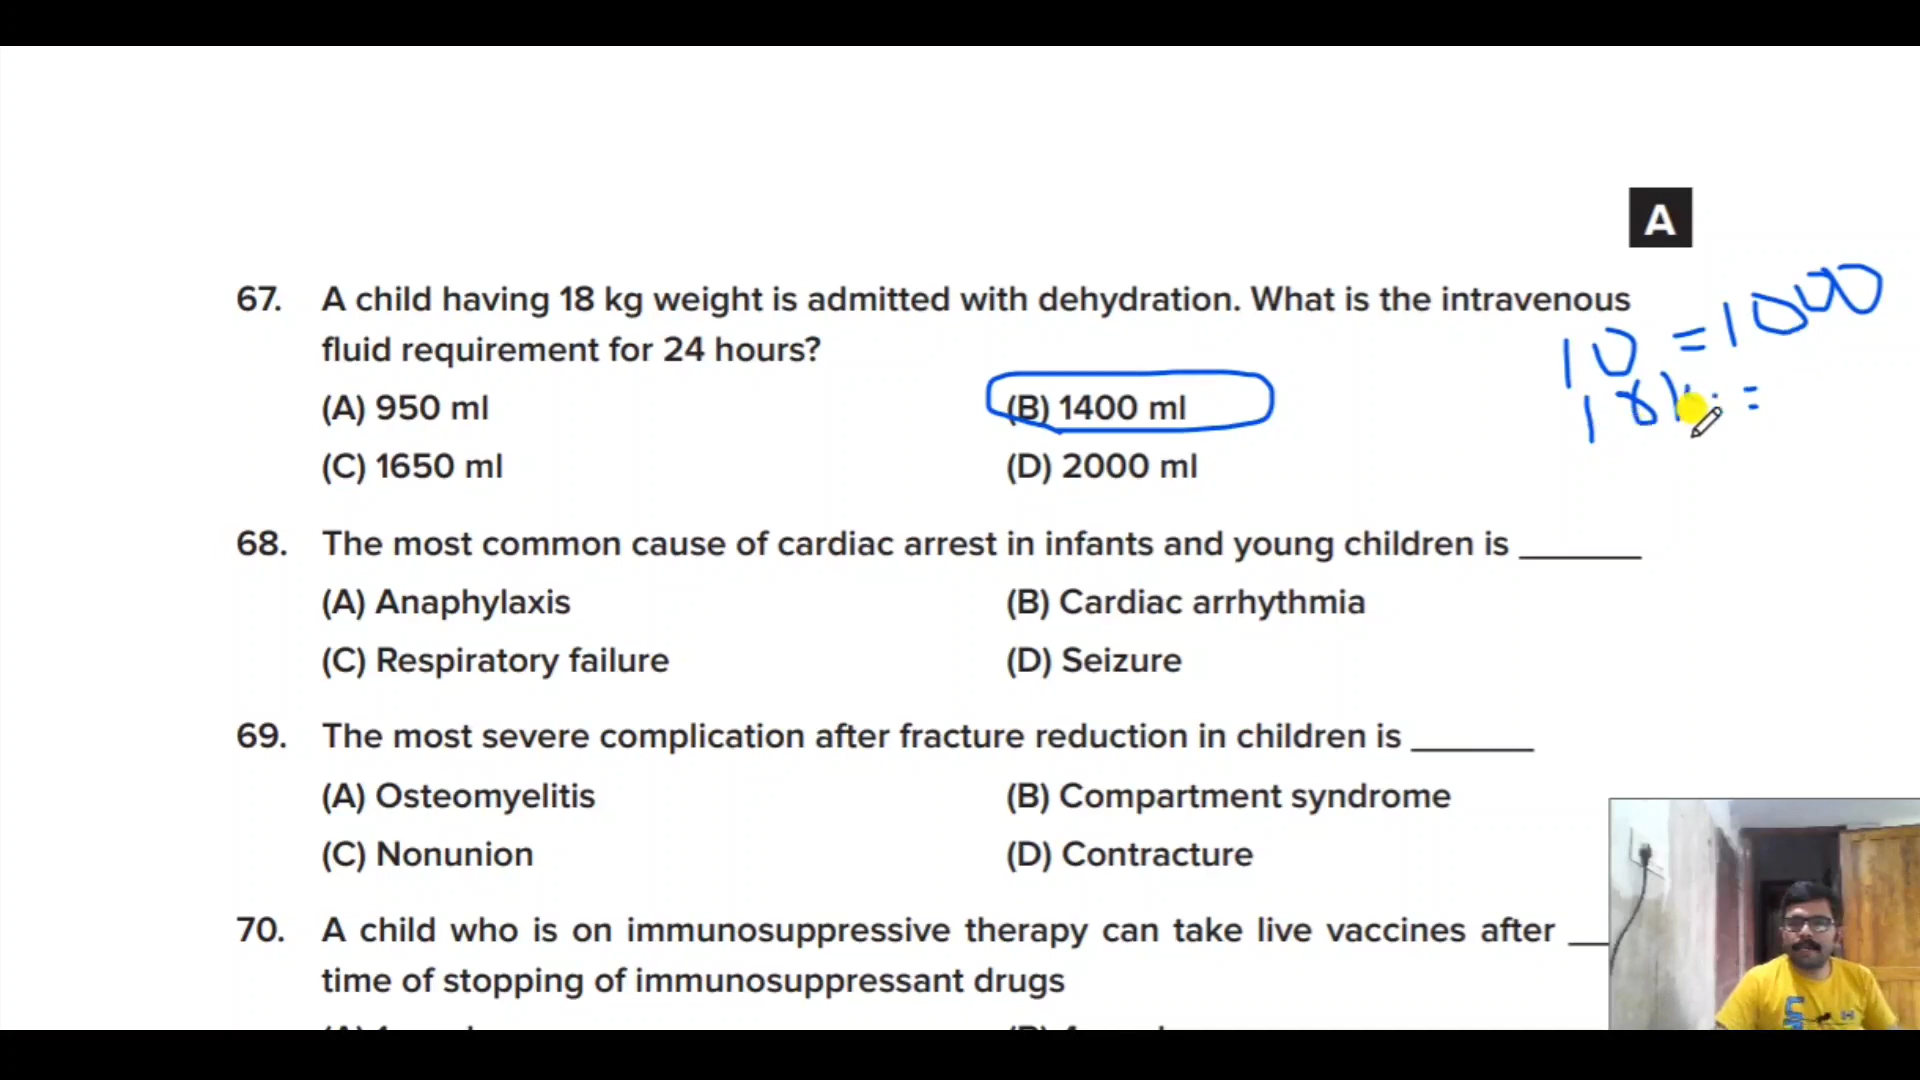 A
67. A child having 18 kg weight is admitted with dehydration. What is the intravenous
fluid requirement for 24 hours?
10 = 1000
(A) 950 ml (B) 1400 ml
18 =
(C) 1650 ml (D) 2000 ml
68. The most common cause of cardiac arrest in infants and young children is _______
(A) Anaphylaxis (B) Cardiac arrhythmia
(C) Respiratory failure (D) Seizure
69. The most severe complication after fracture reduction in children is _______
(A) Osteomyelitis (B) Compartment syndrome
(C) Nonunion (D) Contracture
70. A child who is on immunosuppressive therapy can take live vaccines after __
time of stopping of immunosuppressant drugs